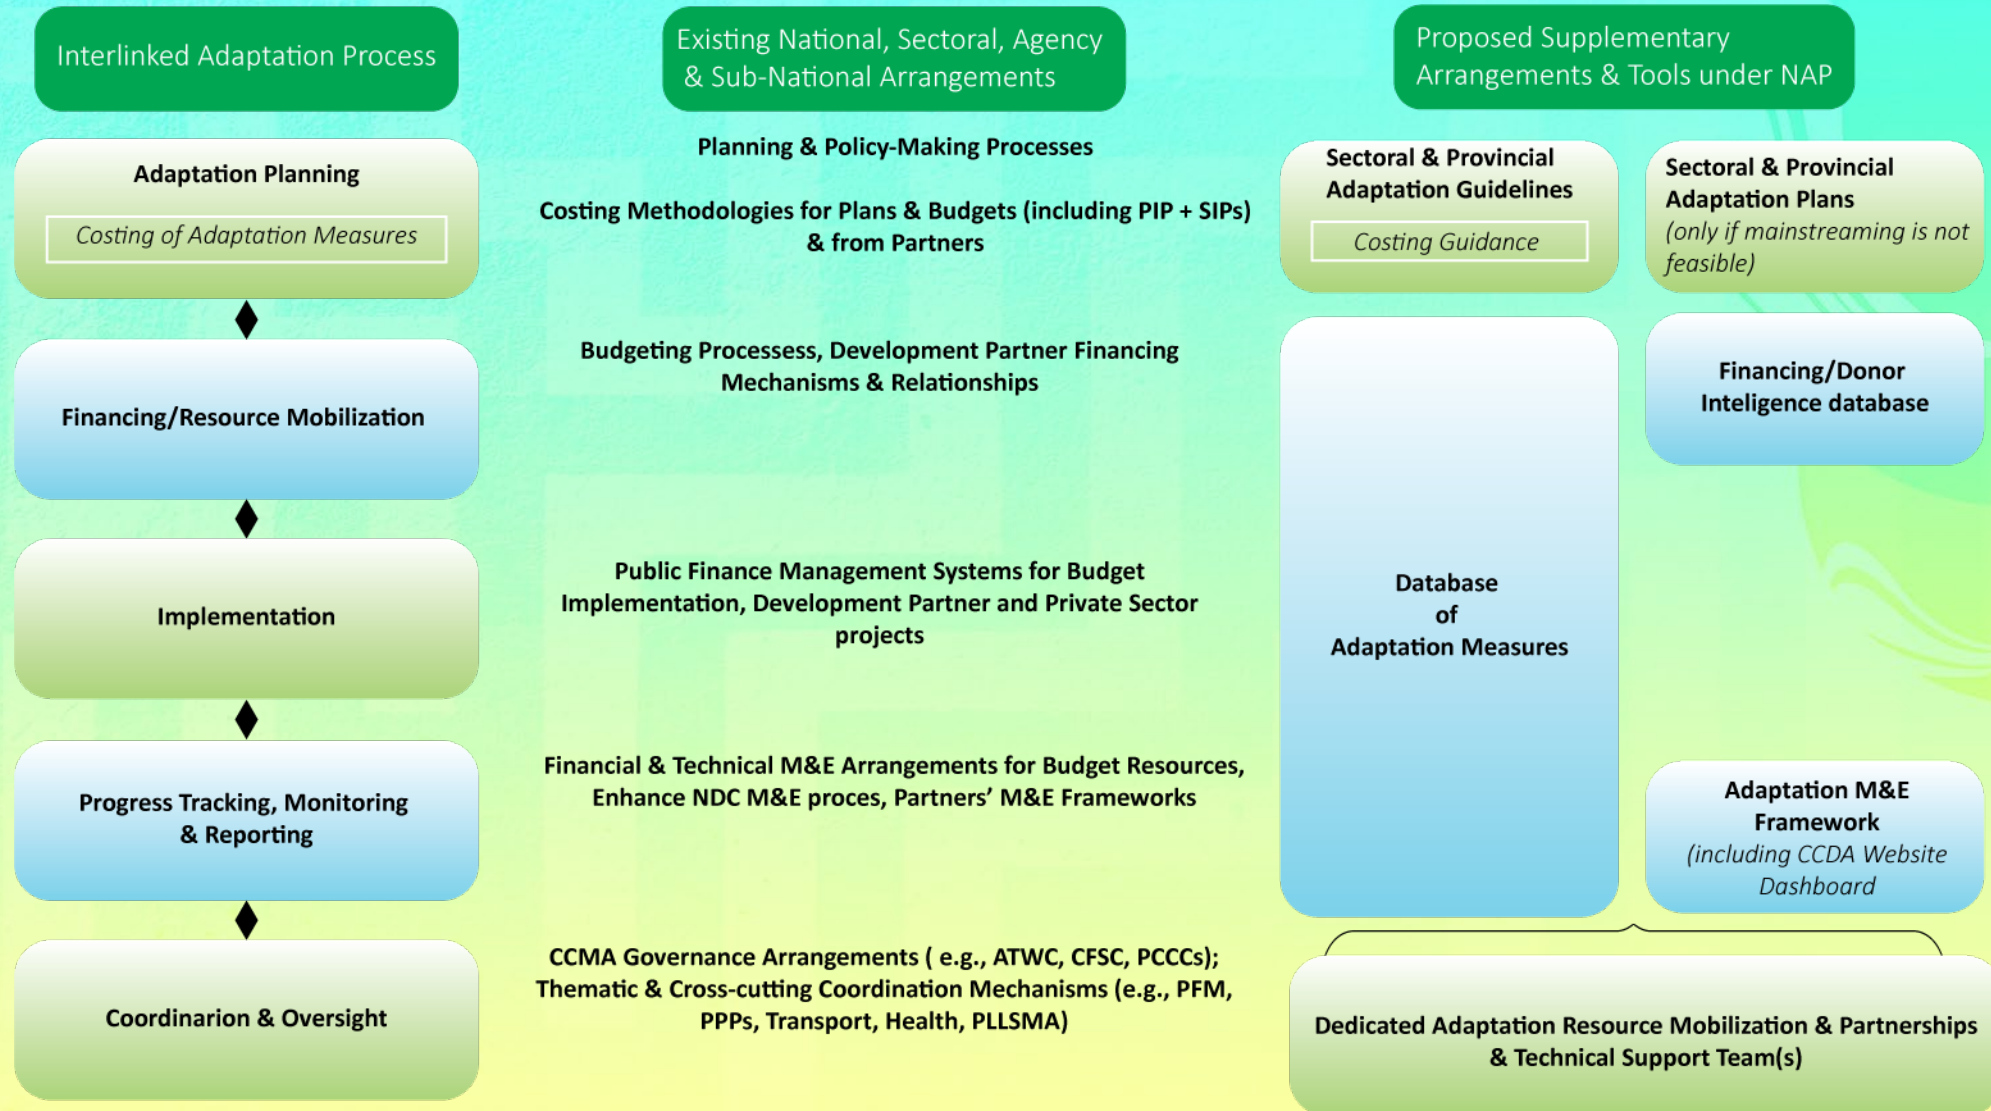 Interlinked Adaptation Process
Existing National, Sectoral, Agency
& Sub-National Arrangements
Proposed Supplementary
Arrangements & Tools under NAP
Adaptation Planning
Costing of Adaptation Measures
Planning & Policy-Making Processes
Costing Methodologies for Plans & Budgets (including PIP + SIPs)
& from Partners
Sectoral & Provincial
Adaptation Guidelines
Costing Guidance
Sectoral & Provincial
Adaptation Plans
(only if mainstreaming is not
feasible)
Financing/Resource Mobilization
Budgeting Processess, Development Partner Financing
Mechanisms & Relationships
Database
of
Adaptation Measures
Financing/Donor
Inteligence database
Implementation
Public Finance Management Systems for Budget
Implementation, Development Partner and Private Sector
projects
Progress Tracking, Monitoring
& Reporting
Financial & Technical M&E Arrangements for Budget Resources,
Enhance NDC M&E proces, Partners’ M&E Frameworks
Adaptation M&E
Framework
(including CCDA Website
Dashboard
Coordinarion & Oversight
CCMA Governance Arrangements ( e.g., ATWC, CFSC, PCCCs);
Thematic & Cross-cutting Coordination Mechanisms (e.g., PFM,
PPPs, Transport, Health, PLLSMA)
Dedicated Adaptation Resource Mobilization & Partnerships
& Technical Support Team(s)